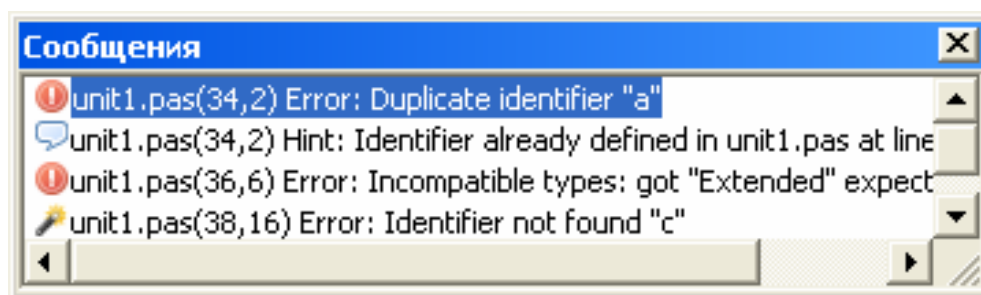 Сообщения
unit1.pas(34,2) Error: Duplicate identifier "a"
unit1.pas(34,2) Hint: Identifier already defined in unit1.pas at line
unit1.pas(36,6) Error: Incompatible types: got "Extended" expect
unit1.pas(38,16) Error: Identifier not found "c"